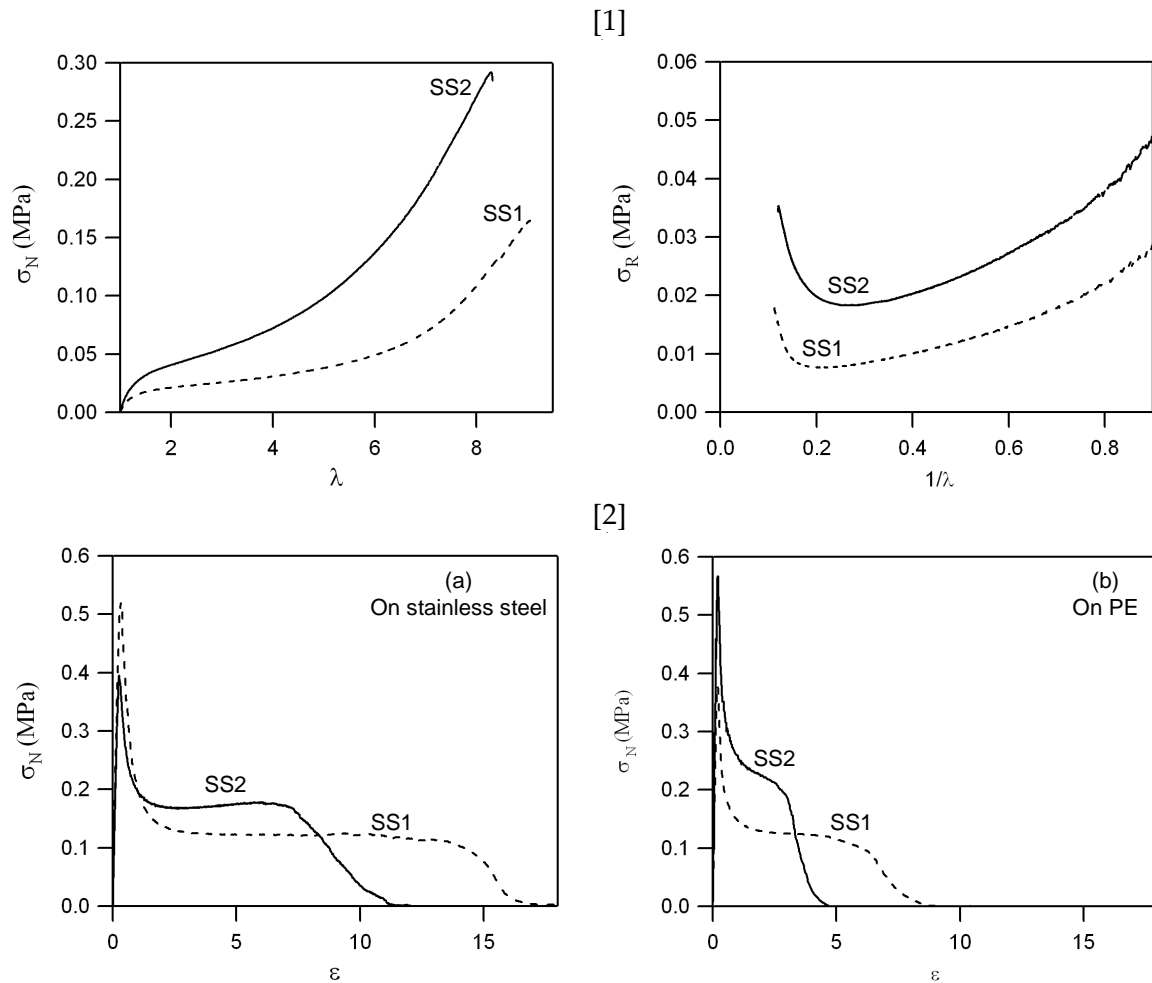 [1]
0.30
0.25
0.20
0.15
0.10
0.05
0.00
σN (MPa)
SS2
SS1
2
4
6
8
λ
0.06
0.05
0.04
0.03
0.02
0.01
0.00
σR (MPa)
SS2
SS1
0.0
0.2
0.4
0.6
0.8
1/λ
[2]
0.6
0.5
0.4
0.3
0.2
0.1
0.0
σN (MPa)
(a)
On stainless steel
SS2
SS1
0
5
10
15
ε
0.6
0.5
0.4
0.3
0.2
0.1
0.0
σN (MPa)
(b)
On PE
SS2
SS1
0
5
10
15
ε